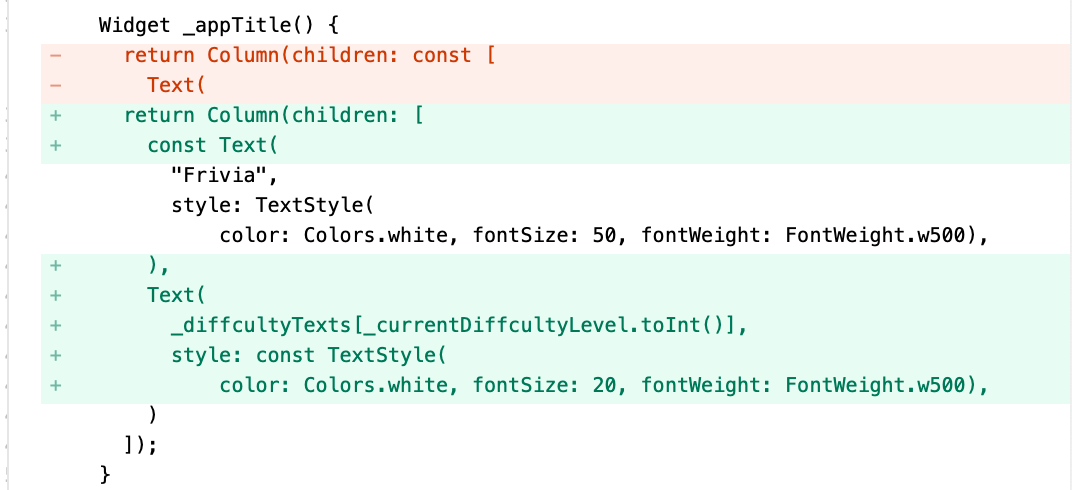 Widget _appTitle() {
-     return Column(children: const [
-       Text(
+     return Column(children: [
+       const Text(
          "Frivia",
          style: TextStyle(
              color: Colors.white, fontSize: 50, fontWeight: FontWeight.w500),
+       ),
+       Text(
+         _diffcultyTexts[_currentDiffcultyLevel.toInt()],
+         style: const TextStyle(
+             color: Colors.white, fontSize: 20, fontWeight: FontWeight.w500),
        )
      ]);
    }